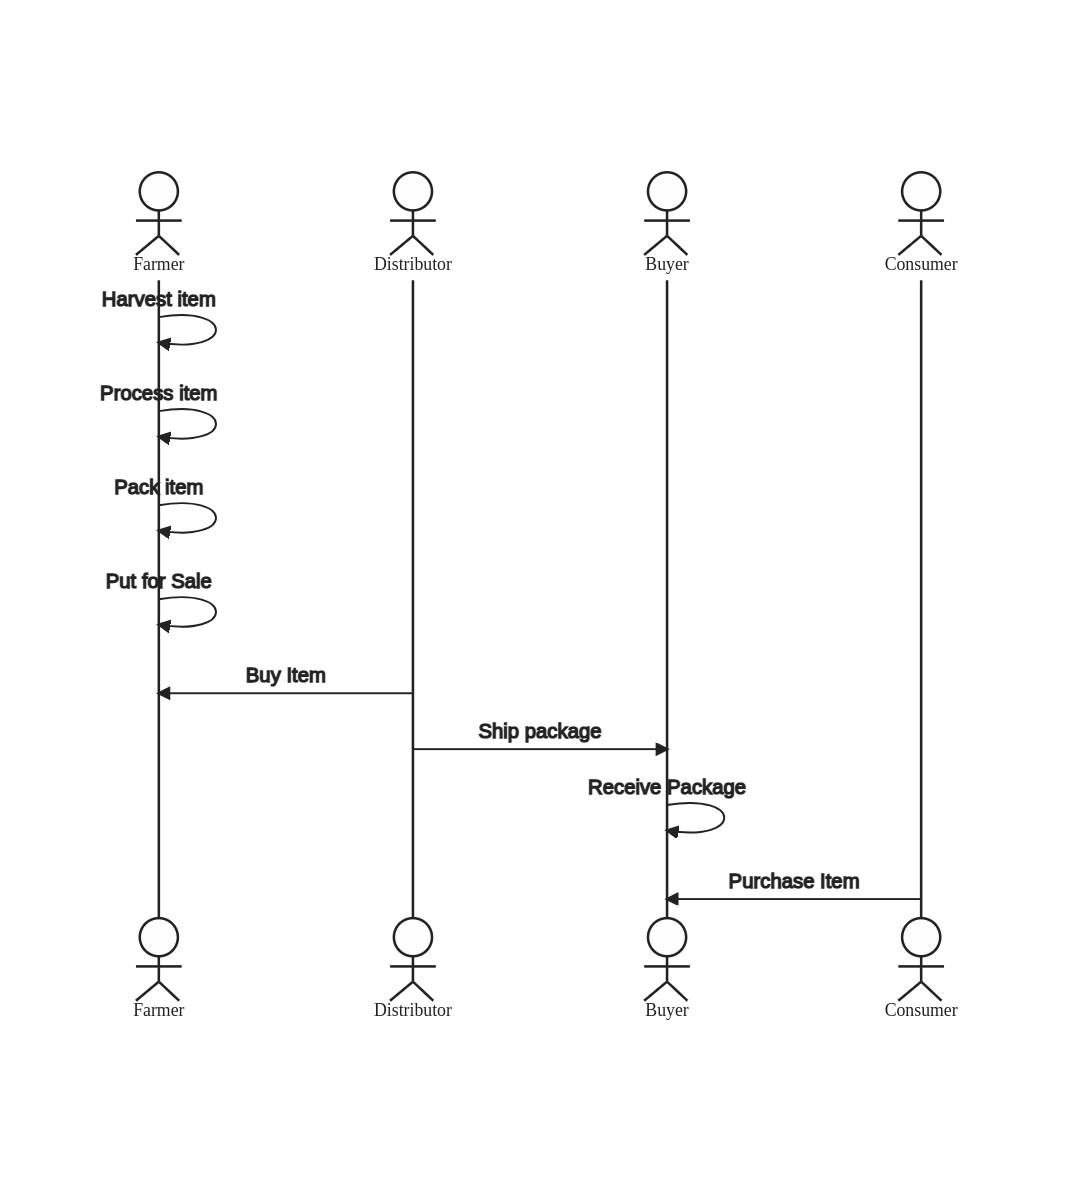 Farmer Distributor Buyer Consumer
Harvest item
Process item
Pack item
Put for Sale
Buy Item
Ship package
Receive Package
Purchase Item
Farmer Distributor Buyer Consumer